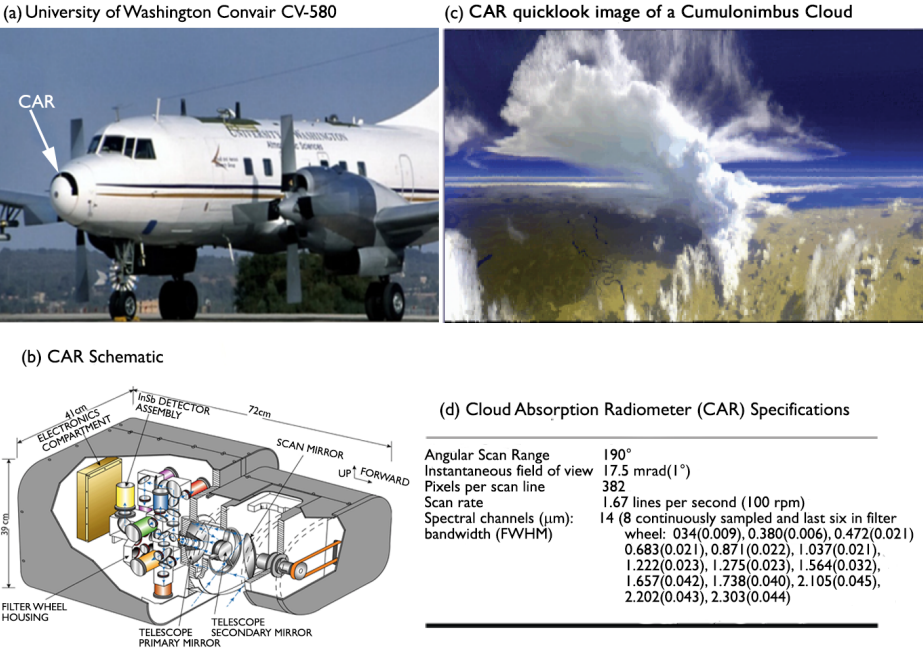 (a) University of Washington Convair CV-580
CAR
UNIVERSITY of WASHINGTON
(c) CAR quicklook image of a Cumulonimbus Cloud
(b) CAR Schematic
41cm
72cm
39 cm
ELECTRONICS
COMPARTMENT
InSb DETECTOR
ASSEMBLY
SCAN MIRROR
UP
FORWARD
FILTER WHEEL
HOUSING
TELESCOPE
PRIMARY MIRROR
TELESCOPE
SECONDARY MIRROR
(d) Cloud Absorption Radiometer (CAR) Specifications
Angular Scan Range 190°
Instantaneous field of view 17.5 mrad(1°)
Pixels per scan line 382
Scan rate 1.67 lines per second (100 rpm)
Spectral channels (μm): 14 (8 continuously sampled and last six in filter
bandwidth (FWHM) wheel: 034(0.009), 0.380(0.006), 0.472(0.021)
0.683(0.021), 0.871(0.022), 1.037(0.021),
1.222(0.023), 1.275(0.023), 1.564(0.032),
1.657(0.042), 1.738(0.040), 2.105(0.045),
2.202(0.043), 2.303(0.044)